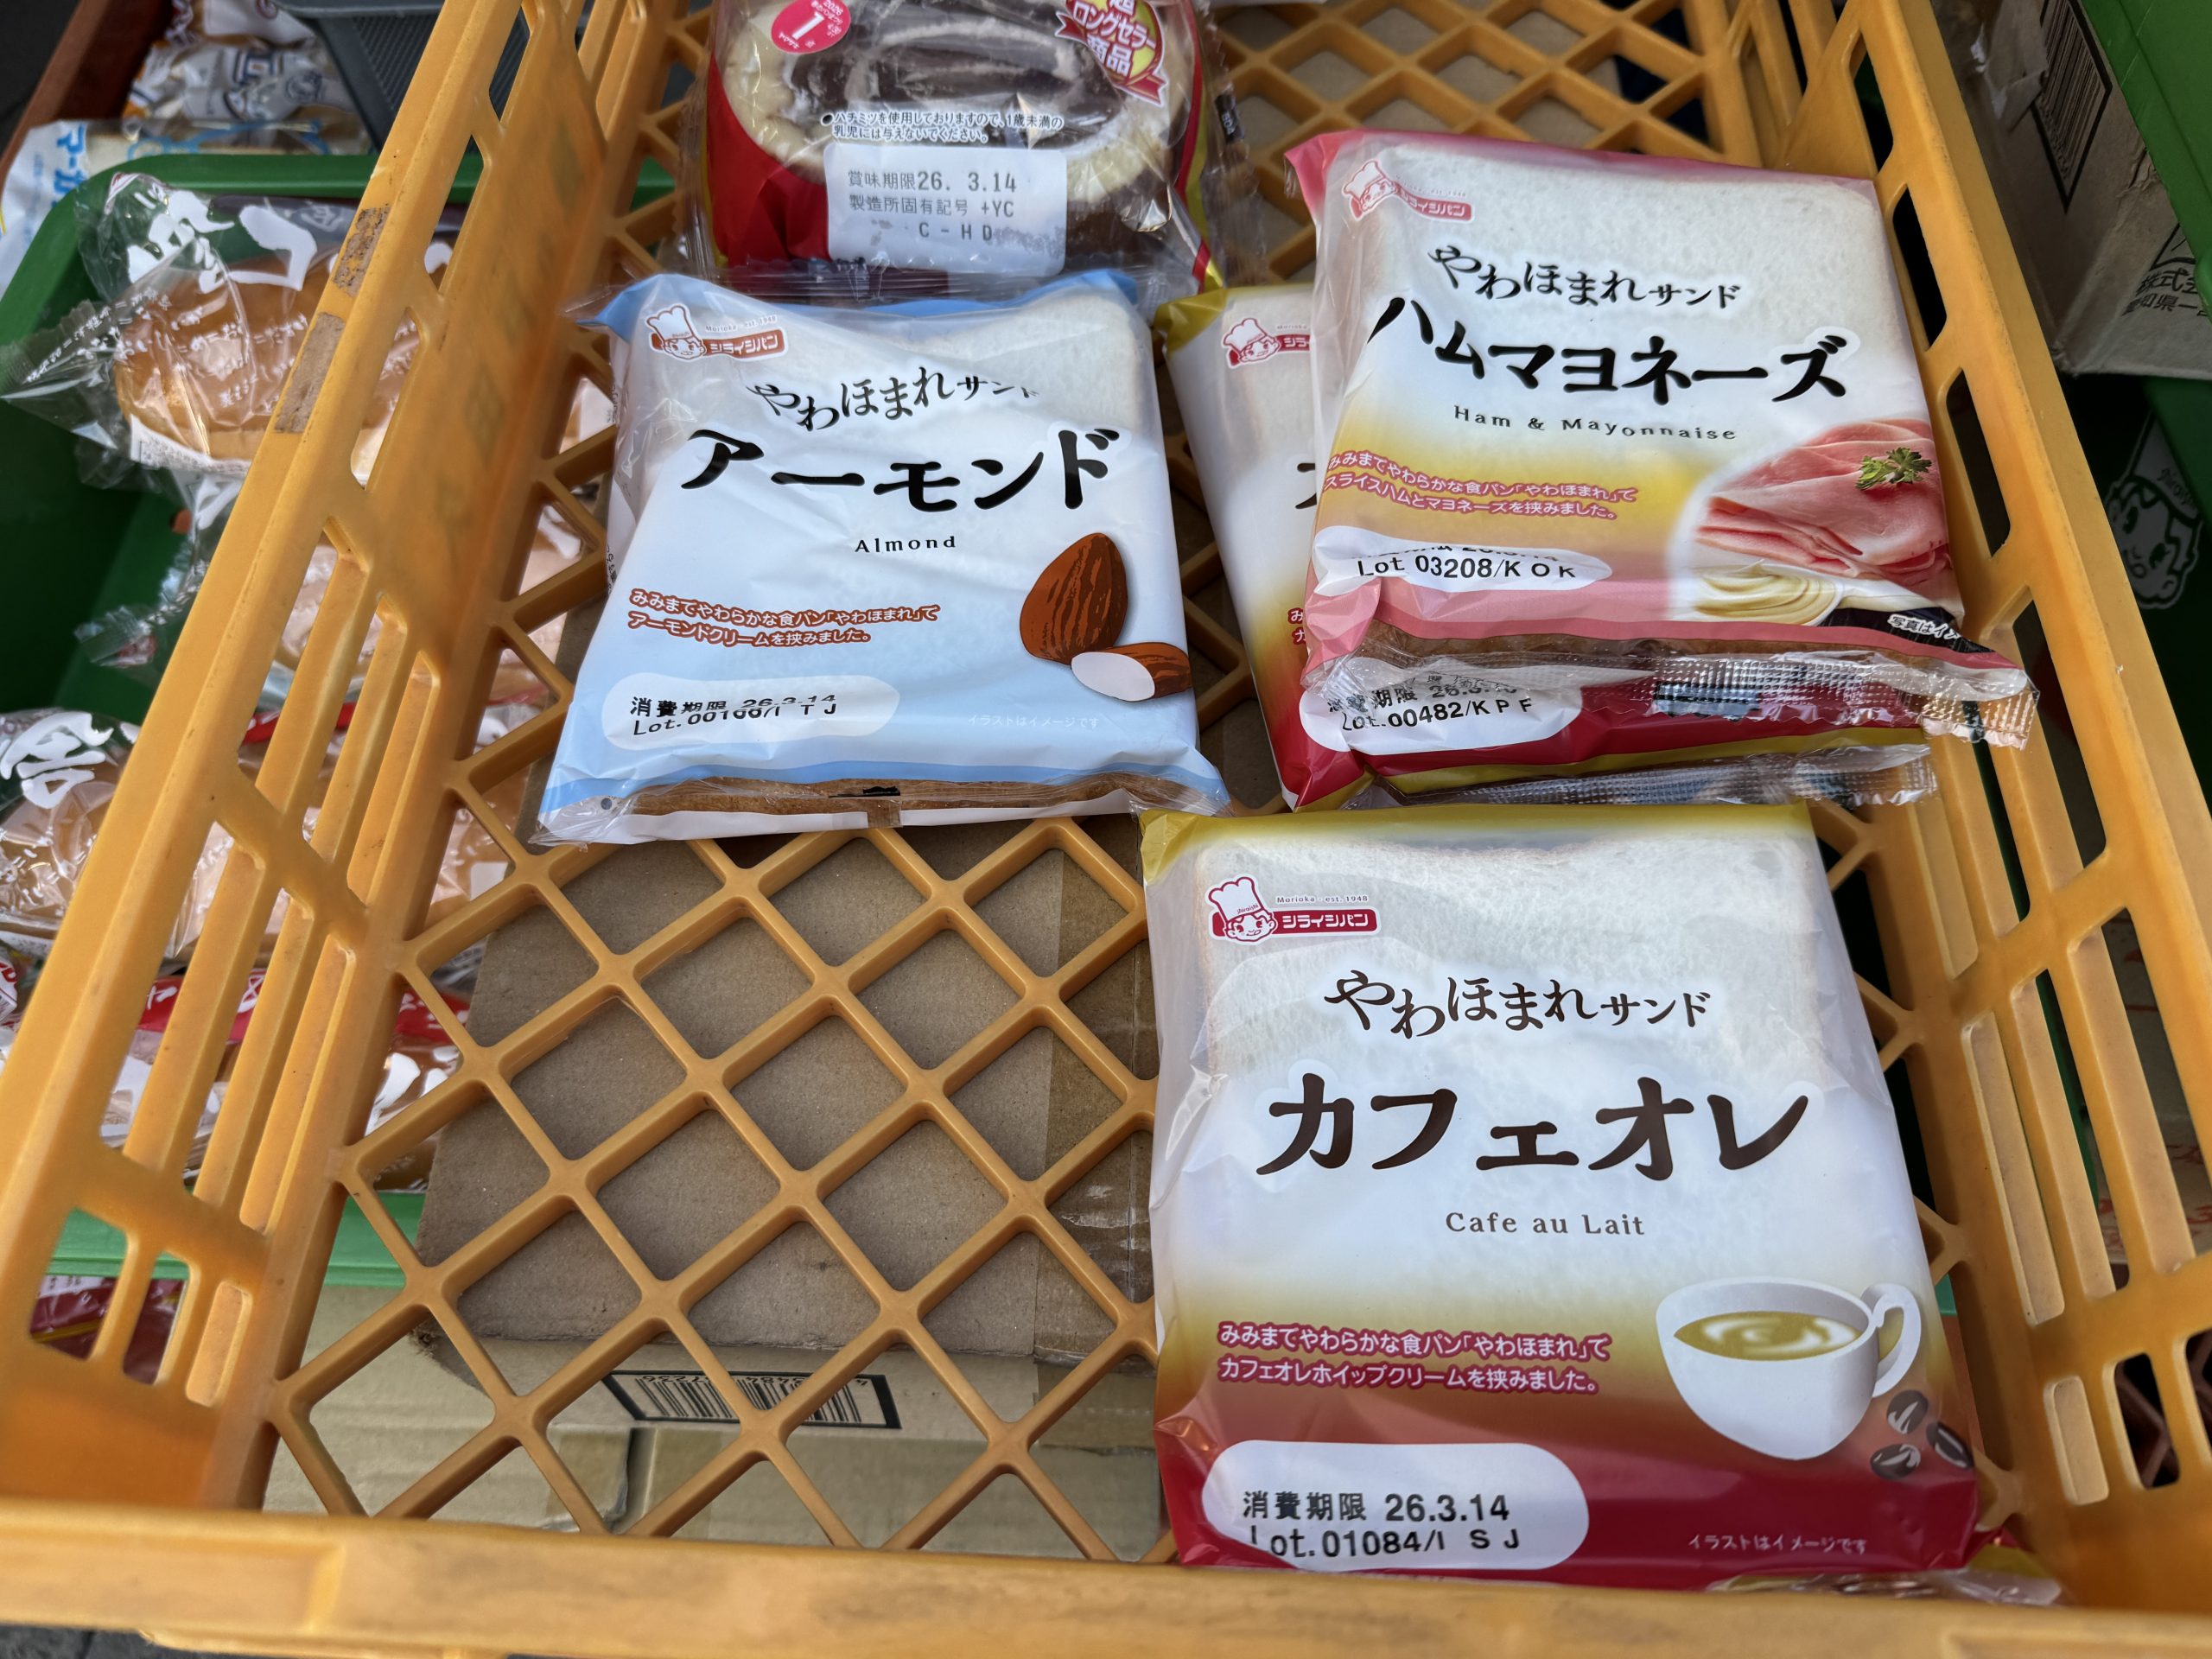 2026
1
超
ロングセラー
商品
●ハチミツを使用しておりますので、1歳未満の
乳児には与えないでください。
賞味期限26. 3.14
製造所固有記号 +YC
C-HD
Morioka est. 1948
シライシパン
やわほまれサンド
アーモンド
Almond
みみまでやわらかな食パン「やわほまれ」で
アーモンドクリームを挟みました。
消費期限 26.3.14
イラストはイメージです
シライシパン
やわほまれサンド
ハムマヨネーズ
Ham & Mayonnaise
みみまでやわらかな食パン「やわほまれ」で
スライスハムとマヨネーズを挟みました。
Lot 03208/K O K
写真はイ
消費期限
Lot.00482/K P F
Morioka est. 1948
シライシパン
やわほまれサンド
カフェオレ
Cafe au Lait
みみまでやわらかな食パン「やわほまれ」で
カフェオレホイップクリームを挟みました。
消費期限 26.3.14
Lot.01084/I S J
イラストはイメージです